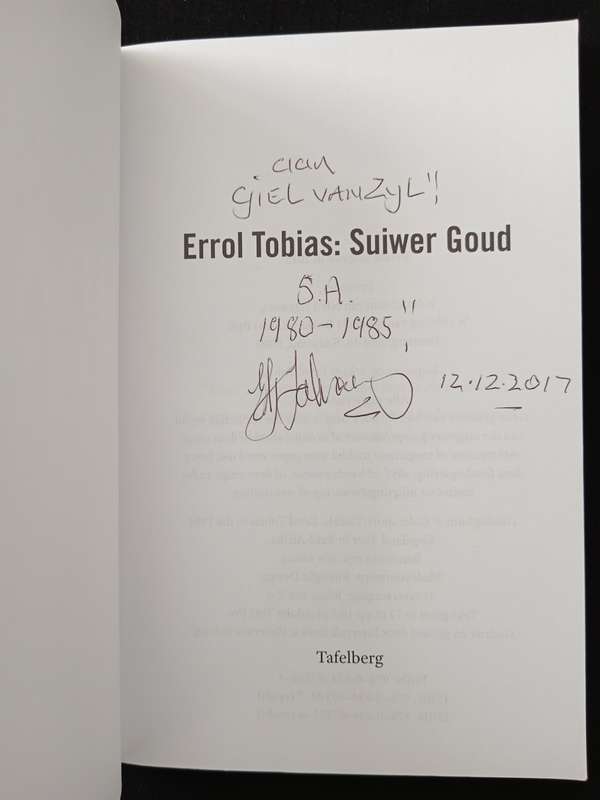 aan
GIEL VAN ZYL"!
Errol Tobias: Suiwer Goud
S.A.
1980-1985"!
12.12.2017
Tafelberg